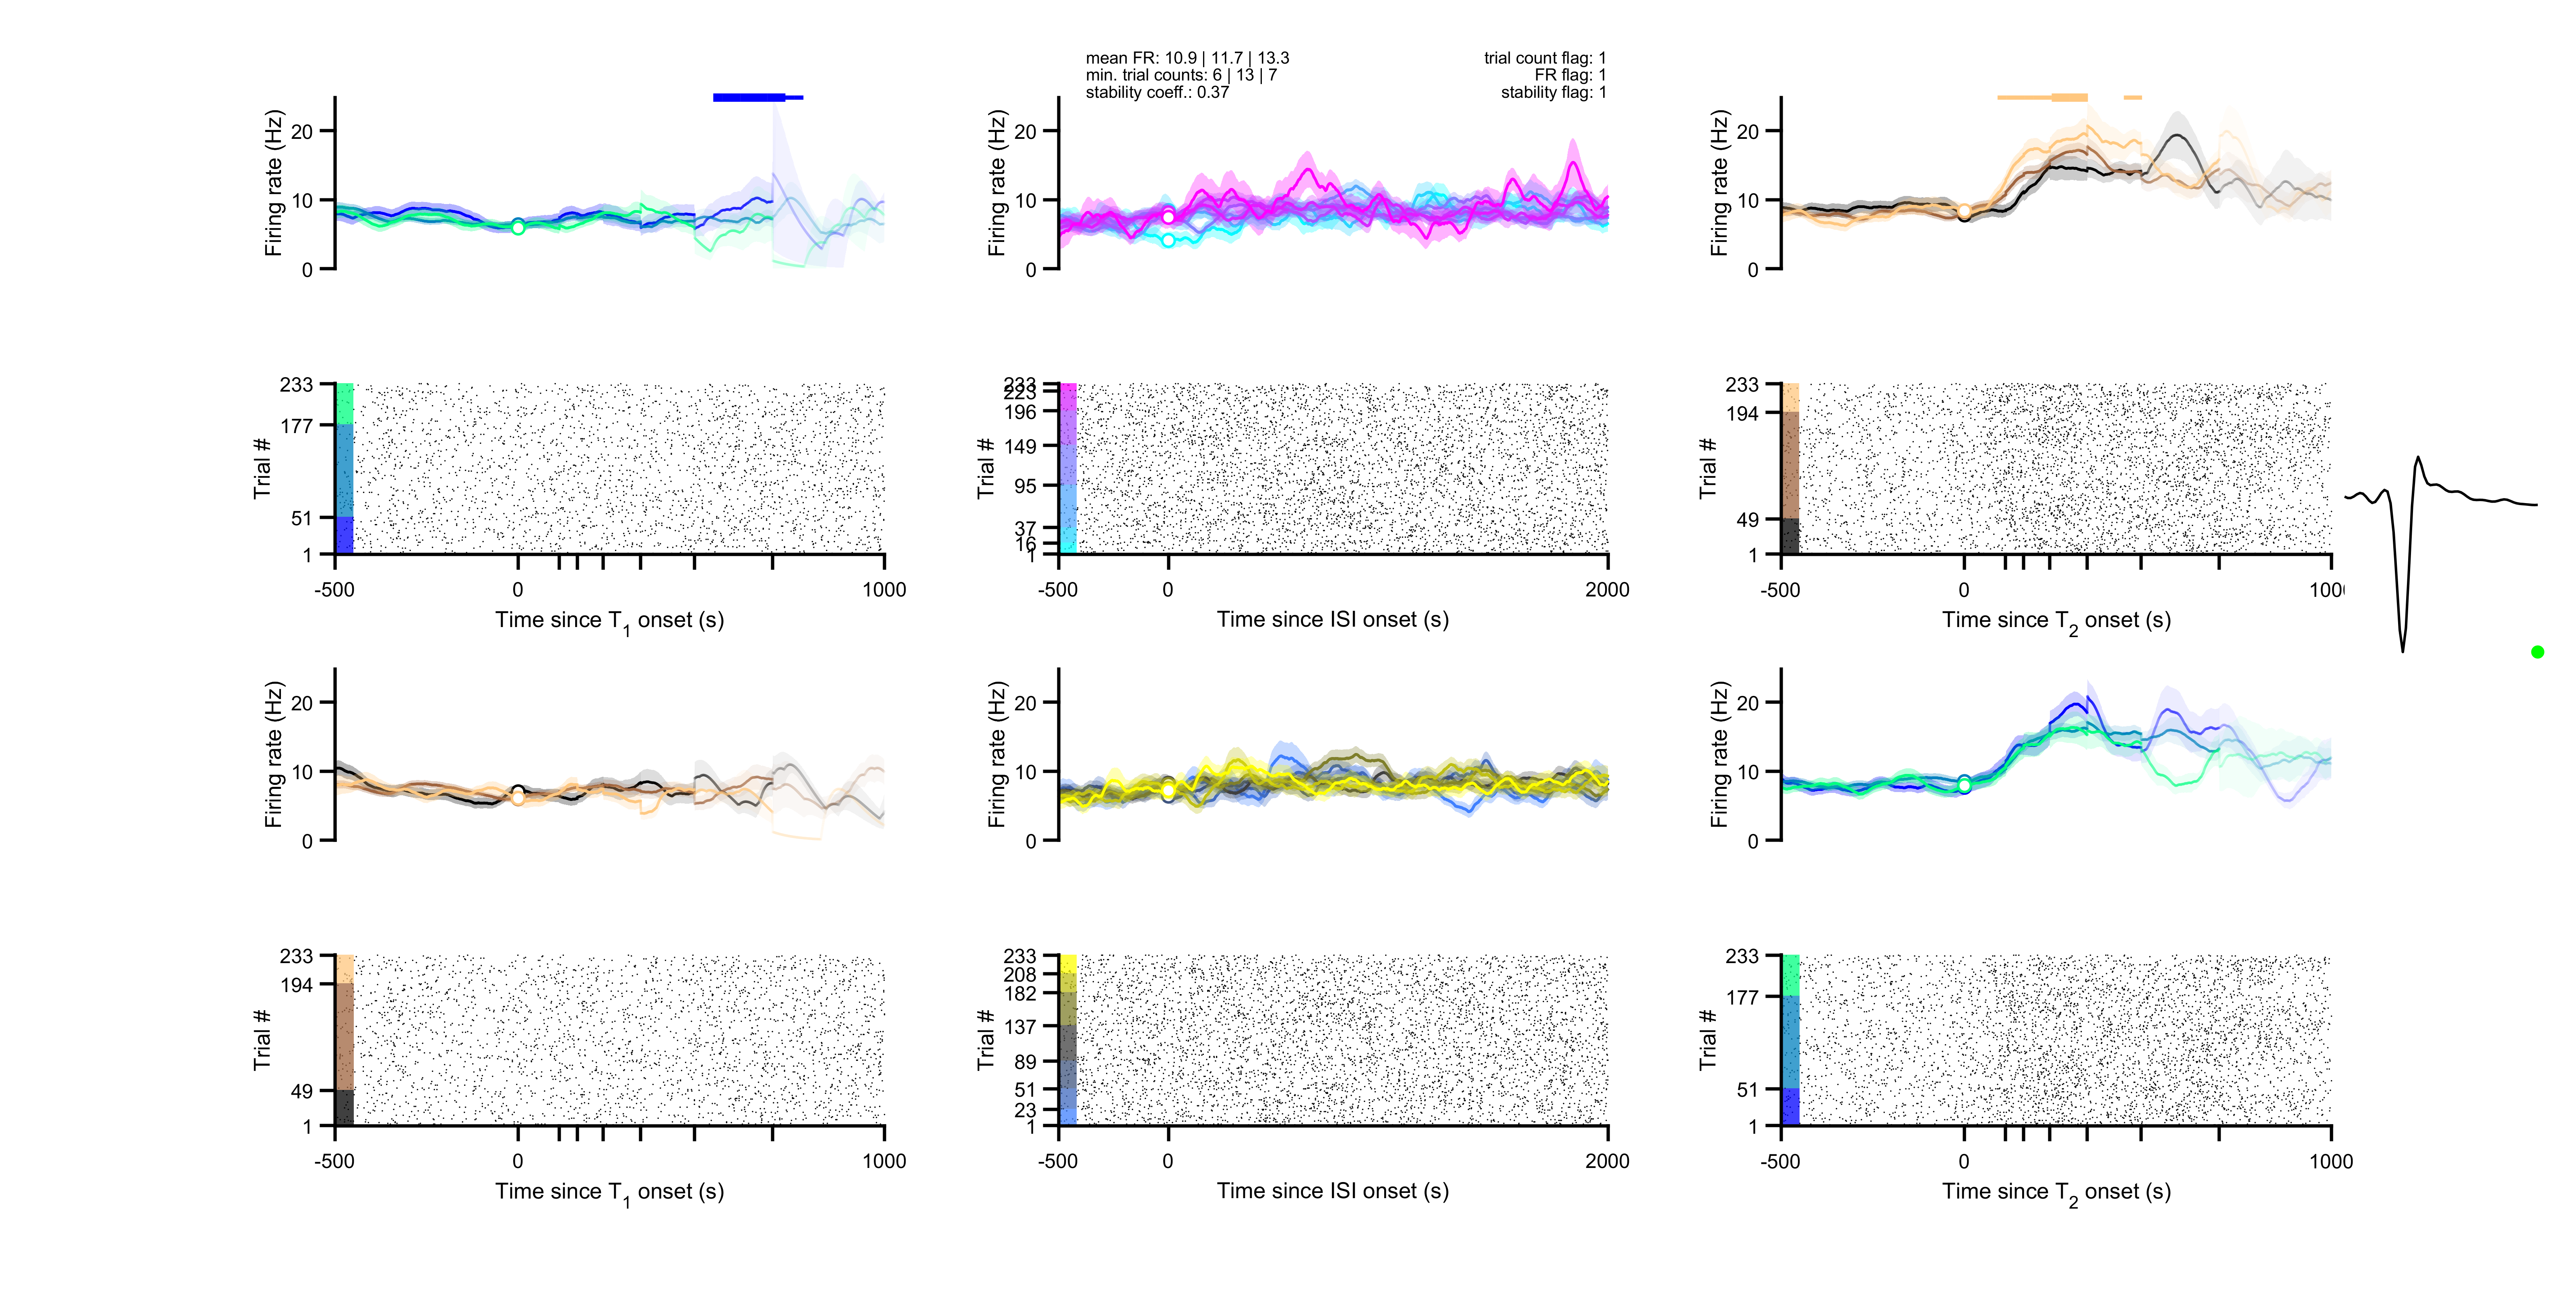 mean FR: 10.9 | 11.7 | 13.3
min. trial counts: 6 | 13 | 7
stability coeff.: 0.37
trial count flag: 1
FR flag: 1
stability flag: 1
Firing rate (Hz)
20
10
0
Firing rate (Hz)
20
10
0
Firing rate (Hz)
20
10
0
Trial #
233
177
51
1
-500
0
1000
Time since T1 onset (s)
Trial #
233
223
196
149
95
37
16
1
-500
0
2000
Time since ISI onset (s)
Trial #
233
194
49
1
-500
0
1000
Time since T2 onset (s)
Firing rate (Hz)
20
10
0
Firing rate (Hz)
20
10
0
Firing rate (Hz)
20
10
0
Trial #
233
194
49
1
-500
0
1000
Time since T1 onset (s)
Trial #
233
208
182
137
89
51
23
1
-500
0
2000
Time since ISI onset (s)
Trial #
233
177
51
1
-500
0
1000
Time since T2 onset (s)